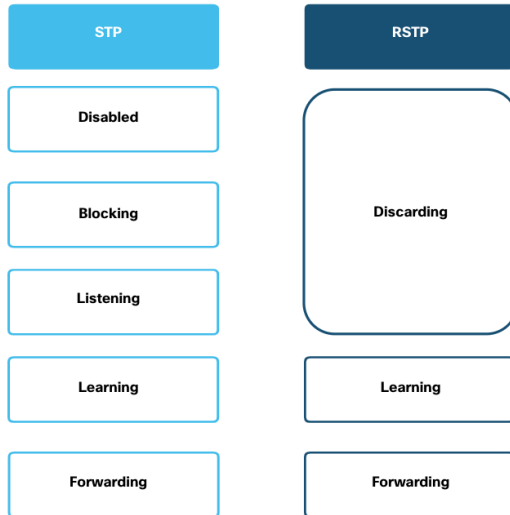 STP
RSTP
Disabled
Blocking
Discarding
Listening
Learning
Learning
Forwarding
Forwarding